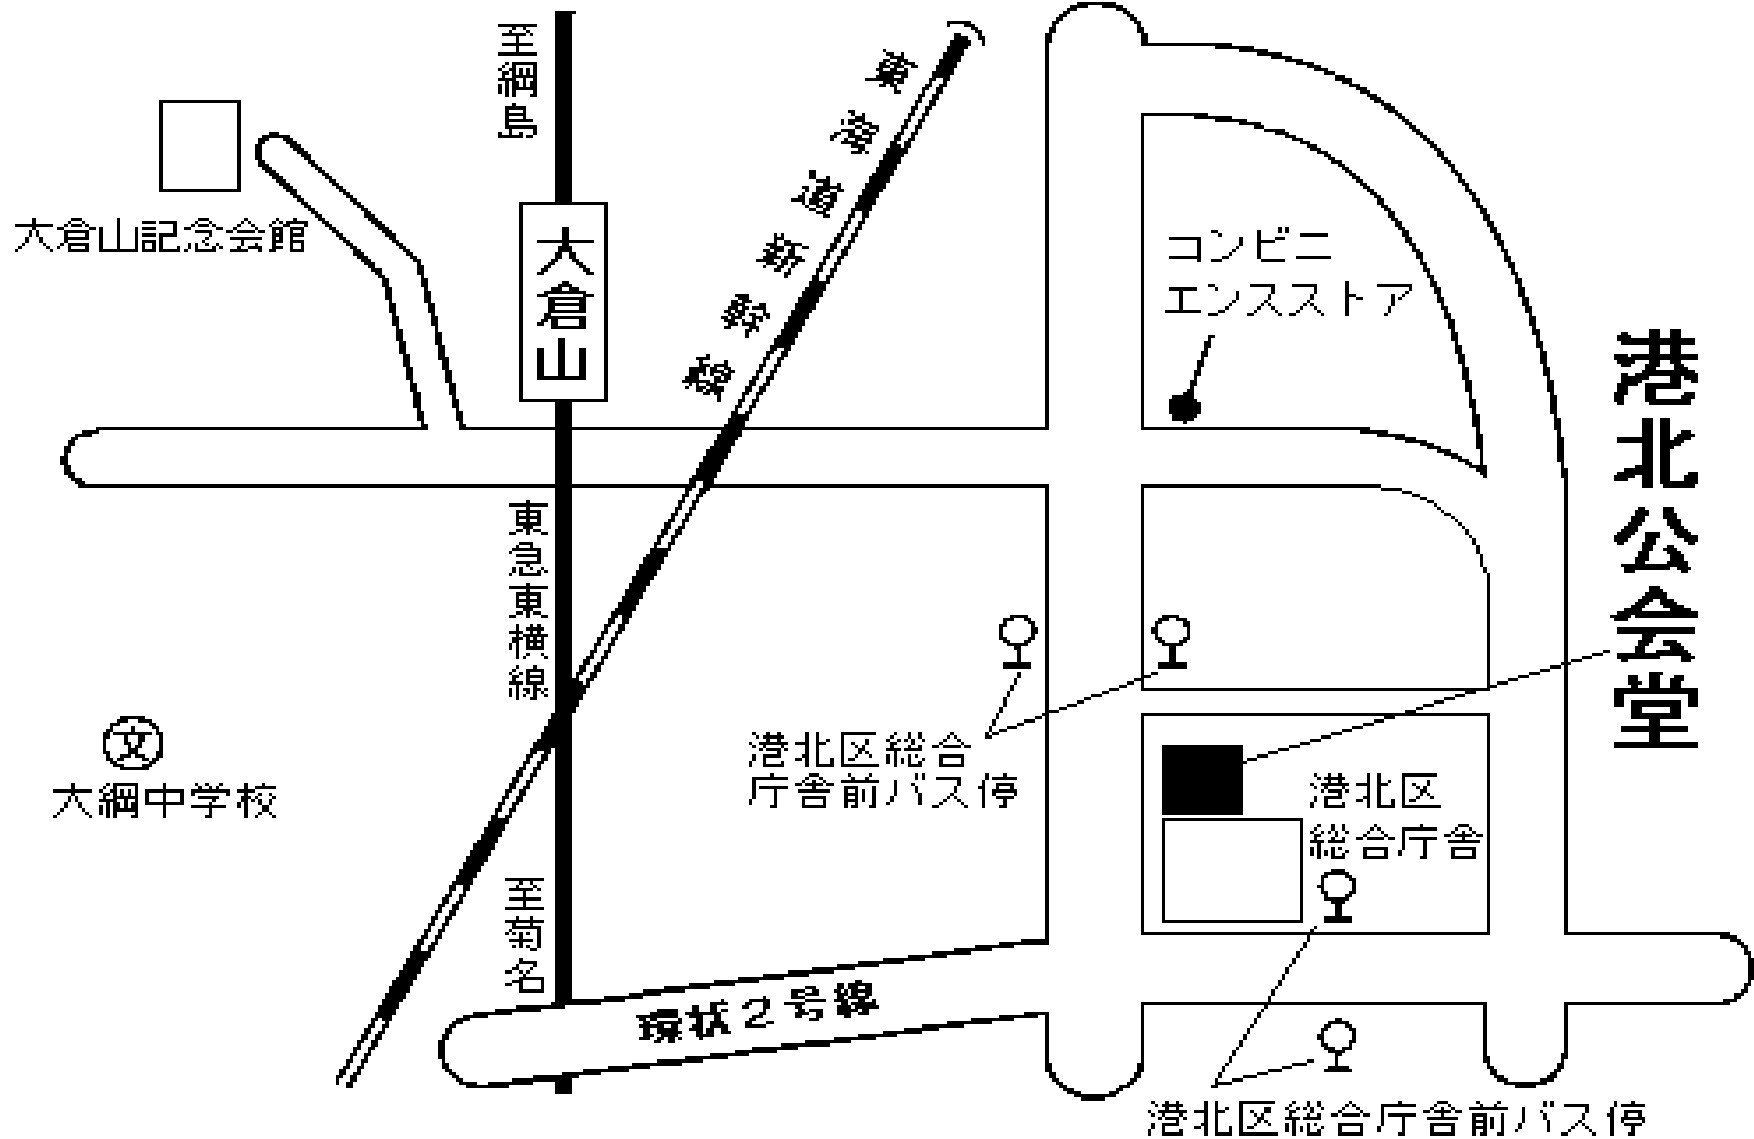 至綱島
東海道新幹線
大倉山記念会館
大倉山
コンビニ
エンスストア
港北公会堂
東急東横線
文
大綱中学校
港北区総合
庁舎前バス停
港北区
総合庁舎
至菊名
環状2号線
港北区総合庁舎前バス停